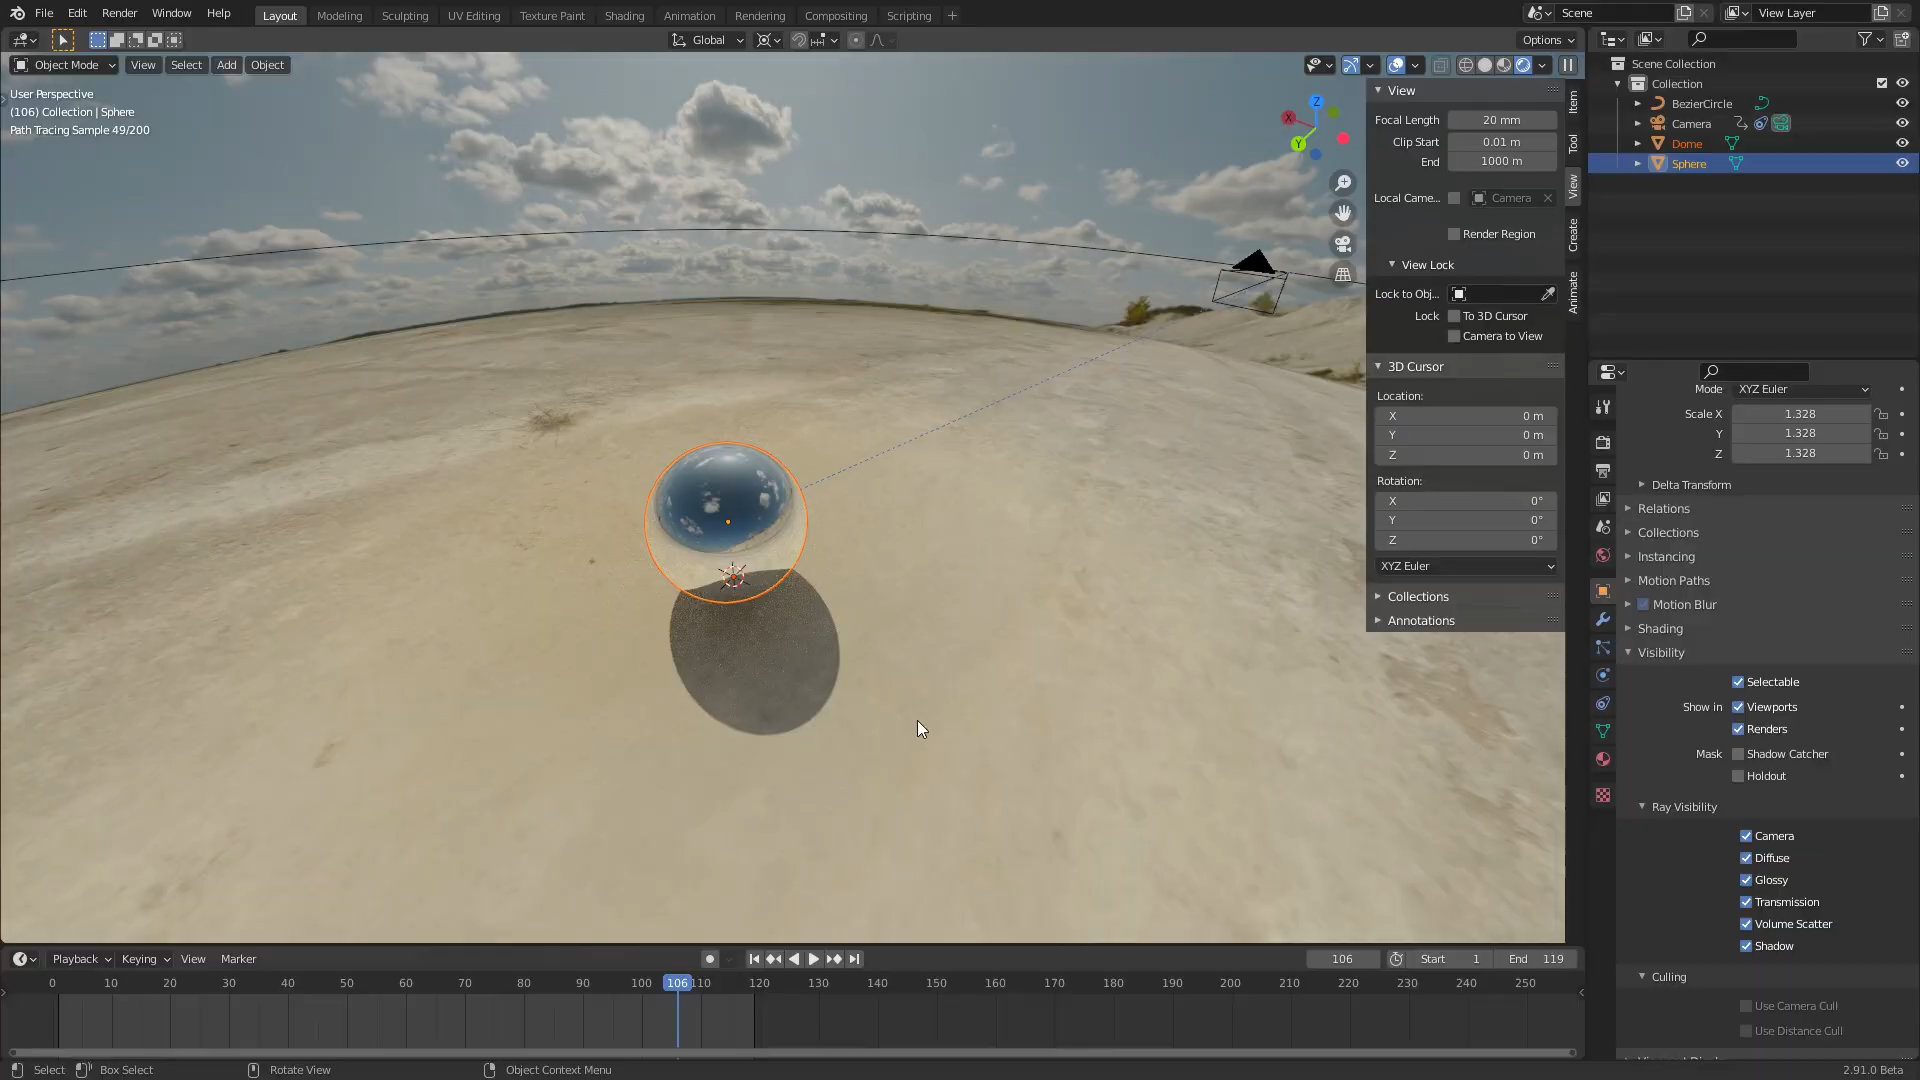 File Edit Render Window Help
Layout Modeling Sculpting UV Editing Texture Paint Shading Animation Rendering Compositing Scripting +
Scene
View Layer
Global
Options
Object Mode View Select Add Object
User Perspective
(106) Collection | Sphere
Path Tracing Sample 49/200
X
Y
Z
View
Focal Length 20 mm
Clip Start 0.01 m
End 1000 m
Local Came... Camera
Render Region
View Lock
Lock to Obj...
Lock To 3D Cursor
Camera to View
3D Cursor
Location:
X 0 m
Y 0 m
Z 0 m
Rotation:
X 0°
Y 0°
Z 0°
XYZ Euler
Collections
Annotations
Item
Tool
View
Create
Animate
Scene Collection
Collection
BezierCircle
Camera
Dome
Sphere
Mode XYZ Euler
Scale X 1.328
Y 1.328
Z 1.328
Delta Transform
Relations
Collections
Instancing
Motion Paths
Motion Blur
Shading
Visibility
Selectable
Show in Viewports
Renders
Mask Shadow Catcher
Holdout
Ray Visibility
Camera
Diffuse
Glossy
Transmission
Volume Scatter
Shadow
Culling
Use Camera Cull
Use Distance Cull
Playback Keying View Marker
106 Start 1 End 119
0 10 20 30 40 50 60 70 80 90 100 106 110 120 130 140 150 160 170 180 190 200 210 220 230 240 250
Select Box Select Rotate View Object Context Menu
2.91.0 Beta